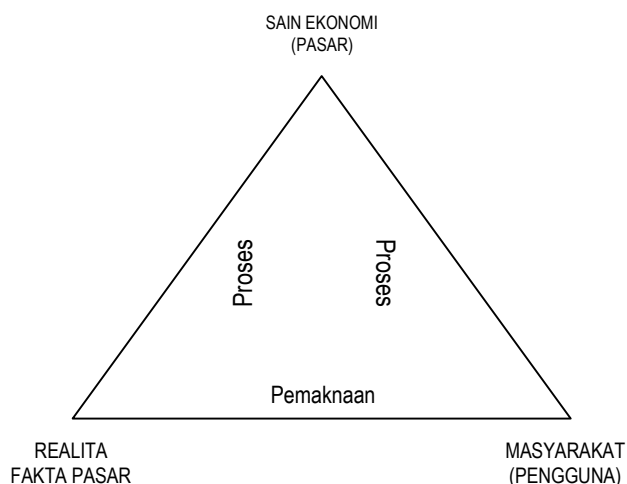 SAIN EKONOMI
(PASAR)
Proses
Proses
Pemaknaan
REALITA
FAKTA PASAR
MASYARAKAT
(PENGGUNA)